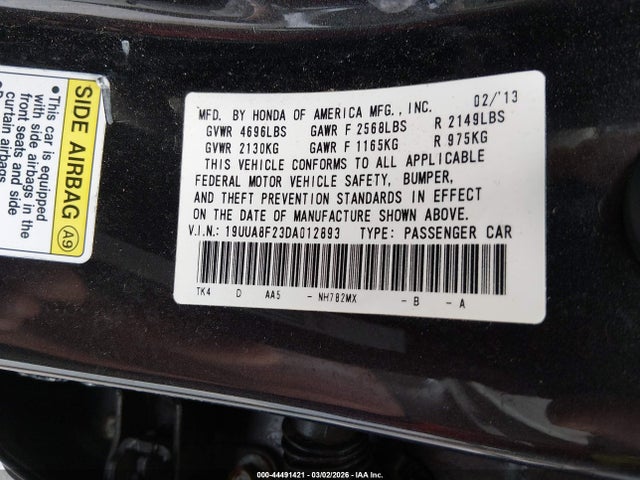 MFD. BY HONDA OF AMERICA MFG., INC. 02/'13
GVWR 4696LBS GAWR F 2568LBS R 2149LBS
GVWR 2130KG GAWR F 1165KG R 975KG
THIS VEHICLE CONFORMS TO ALL APPLICABLE
FEDERAL MOTOR VEHICLE SAFETY, BUMPER,
AND THEFT PREVENTION STANDARDS IN EFFECT
ON THE DATE OF MANUFACTURE SHOWN ABOVE.
V.I.N.: 19UUA8F23DA012893 TYPE: PASSENGER CAR
TK4 D AA5 - NH782MX - B - A
SIDE AIRBAG A9
•This car is equipped
with side airbags in the
front seats and side
curtain airbags.
000-44491421 - 03/02/2026 - IAA Inc.